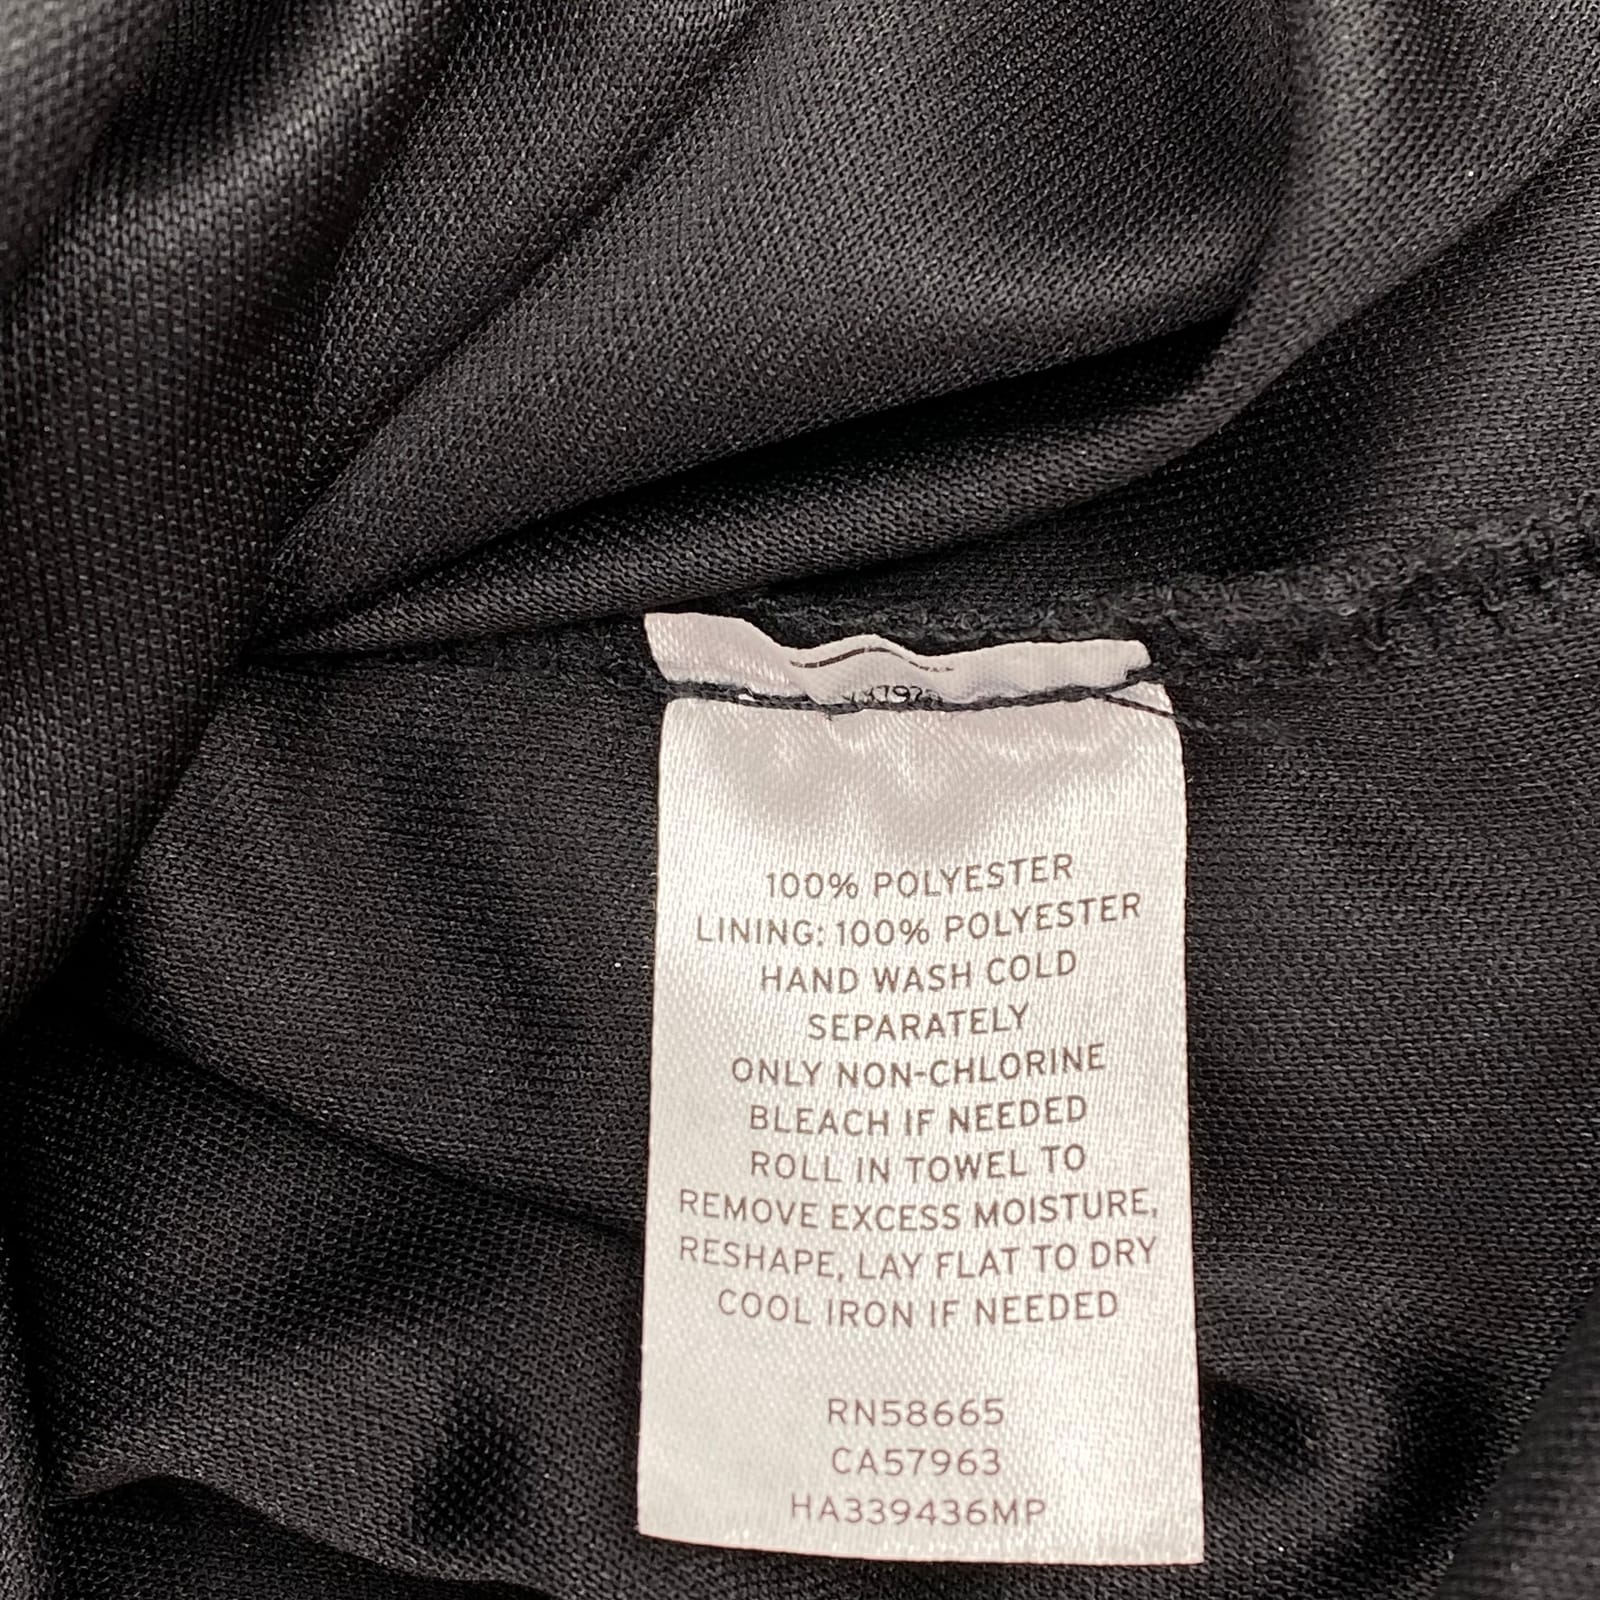 100% POLYESTER
LINING: 100% POLYESTER
HAND WASH COLD
SEPARATELY
ONLY NON-CHLORINE
BLEACH IF NEEDED
ROLL IN TOWEL TO
REMOVE EXCESS MOISTURE,
RESHAPE, LAY FLAT TO DRY
COOL IRON IF NEEDED
RN58665
CA57963
HA339436MP